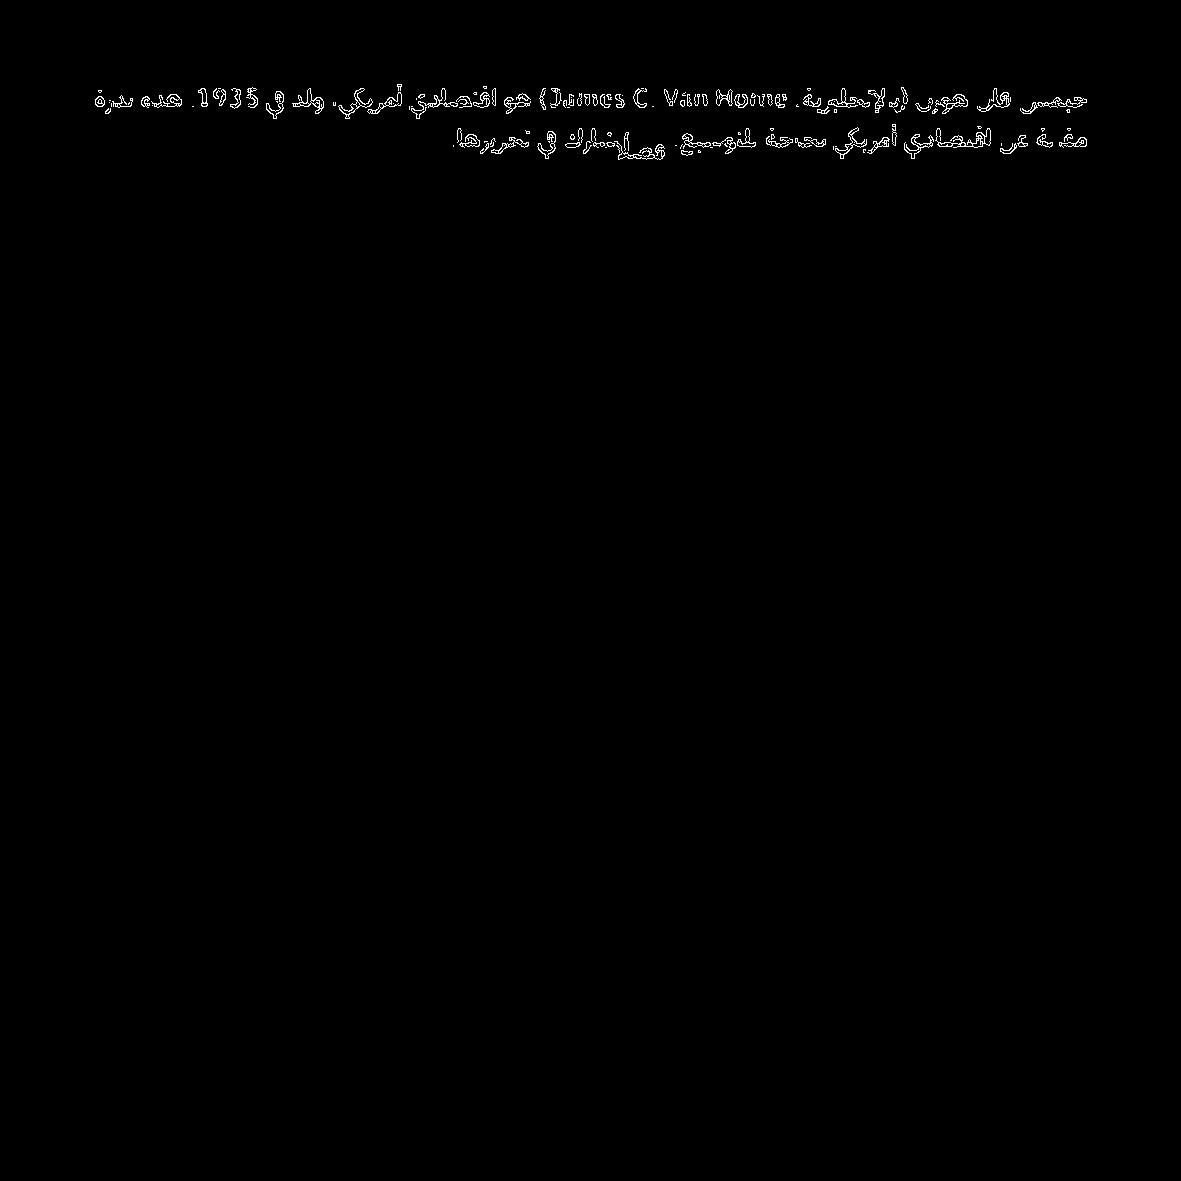 جيمس فان هورن (بالإنجليزية: James C. Van Horne) هو اقتصادي أمريكي، ولد في 1935. هذه بذرة
مقالة عن اقتصادي أمريكي بحاجة للتوسيع. فضلًا شارك في تحريرها.